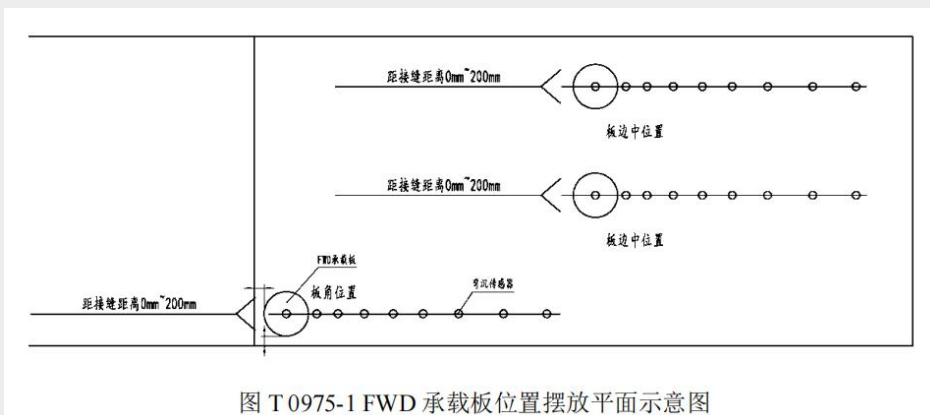 距接缝距离0mm~200mm
板边中位置
距接缝距离0mm~200mm
板边中位置
FWD承载板
板角位置
弯沉传感器
距接缝距离0mm~200mm
图 T 0975-1 FWD 承载板位置摆放平面示意图